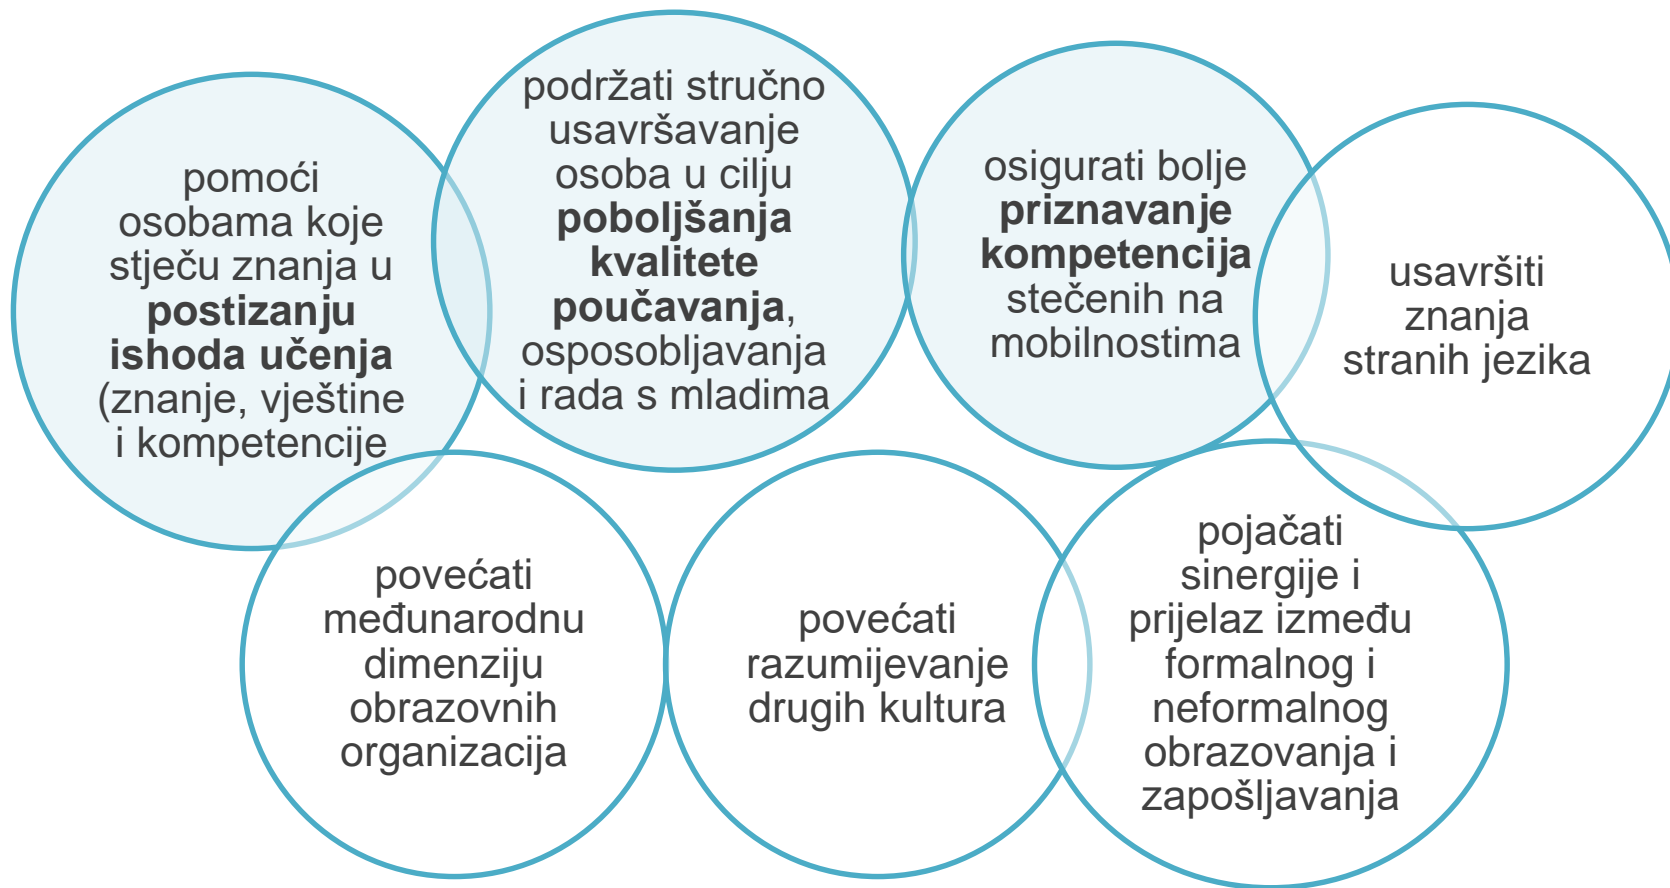 pomoći
osobama koje
stječu znanja u
postizanju
ishoda učenja
(znanje, vještine
i kompetencije
podržati stručno
usavršavanje
osoba u cilju
poboljšanja
kvalitete
poučavanja,
osposobljavanja
i rada s mladima
osigurati bolje
priznavanje
kompetencija
stečenih na
mobilnostima
usavršiti
znanja
stranih jezika
povećati
međunarodnu
dimenziju
obrazovnih
organizacija
povećati
razumijevanje
drugih kultura
pojačati
sinergije i
prijelaz između
formalnog i
neformalnog
obrazovanja i
zapošljavanja